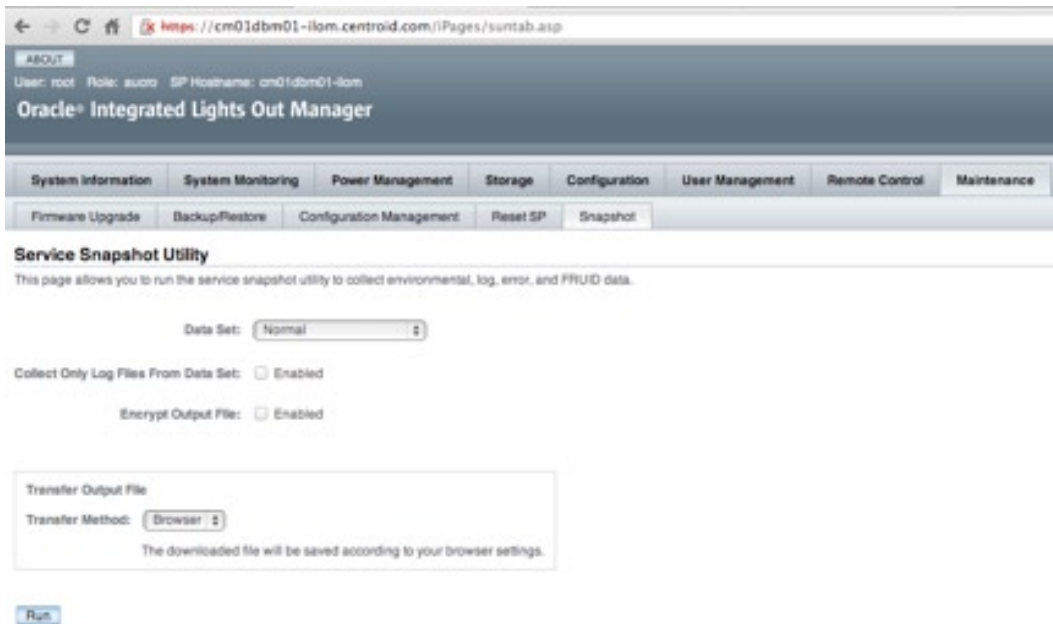 https://cm01dbm01-ilom.centroid.com/iPages/suntab.asp
ABOUT
User: root Role: aucro SP Hostname: cm01dbm01-ilom
Oracle® Integrated Lights Out Manager
System Information System Monitoring Power Management Storage Configuration User Management Remote Control Maintenance
Firmware Upgrade Backup/Restore Configuration Management Reset SP Snapshot
Service Snapshot Utility
This page allows you to run the service snapshot utility to collect environmental, log, error, and FRUID data.
Data Set: Normal
Collect Only Log Files From Data Set: Enabled
Encrypt Output File: Enabled
Transfer Output File
Transfer Method: Browser
The downloaded file will be saved according to your browser settings.
Run